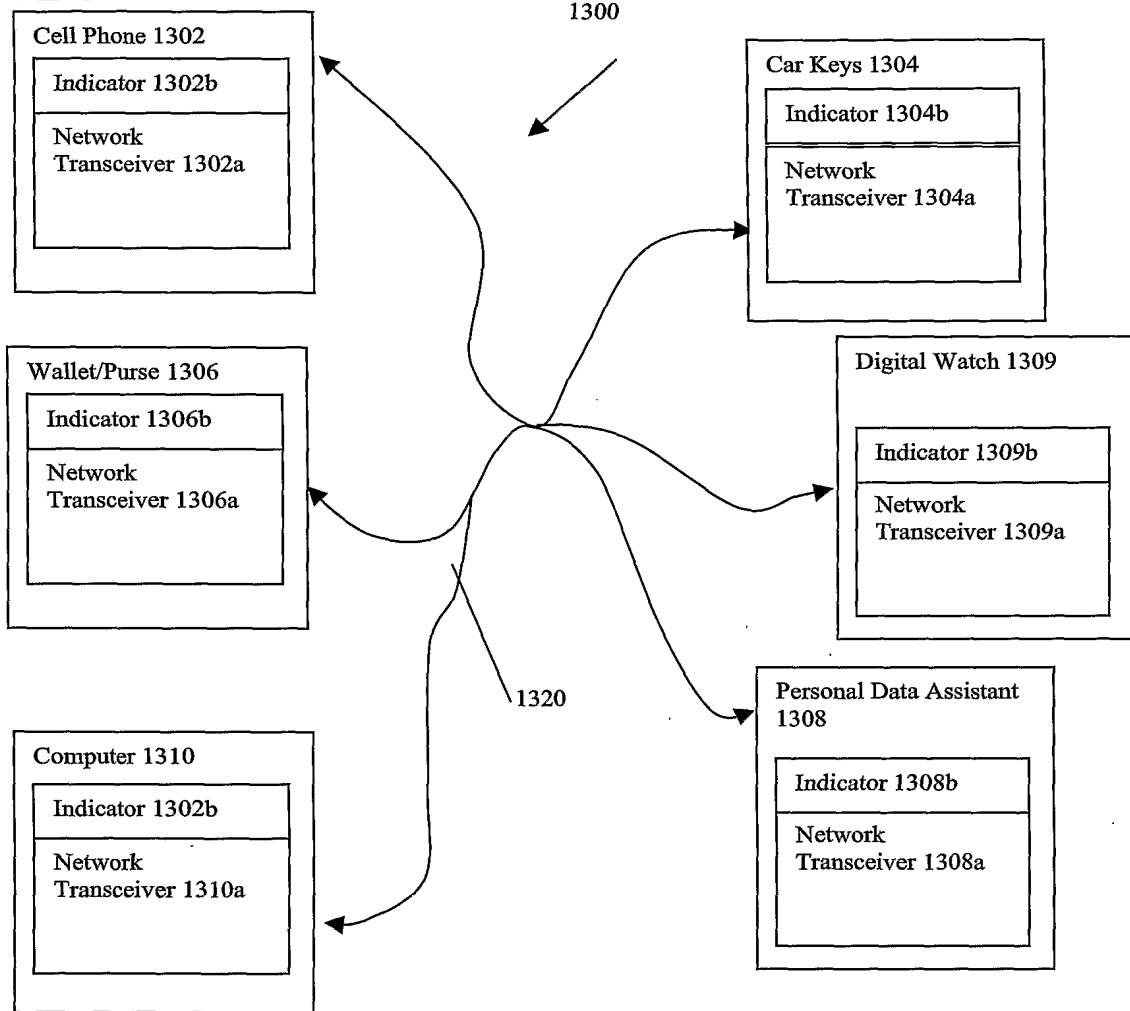 1300
Cell Phone 1302
Indicator 1302b
Network
Transceiver 1302a
Car Keys 1304
Indicator 1304b
Network
Transceiver 1304a
Wallet/Purse 1306
Indicator 1306b
Network
Transceiver 1306a
Digital Watch 1309
Indicator 1309b
Network
Transceiver 1309a
1320
Computer 1310
Indicator 1302b
Network
Transceiver 1310a
Personal Data Assistant
1308
Indicator 1308b
Network
Transceiver 1308a